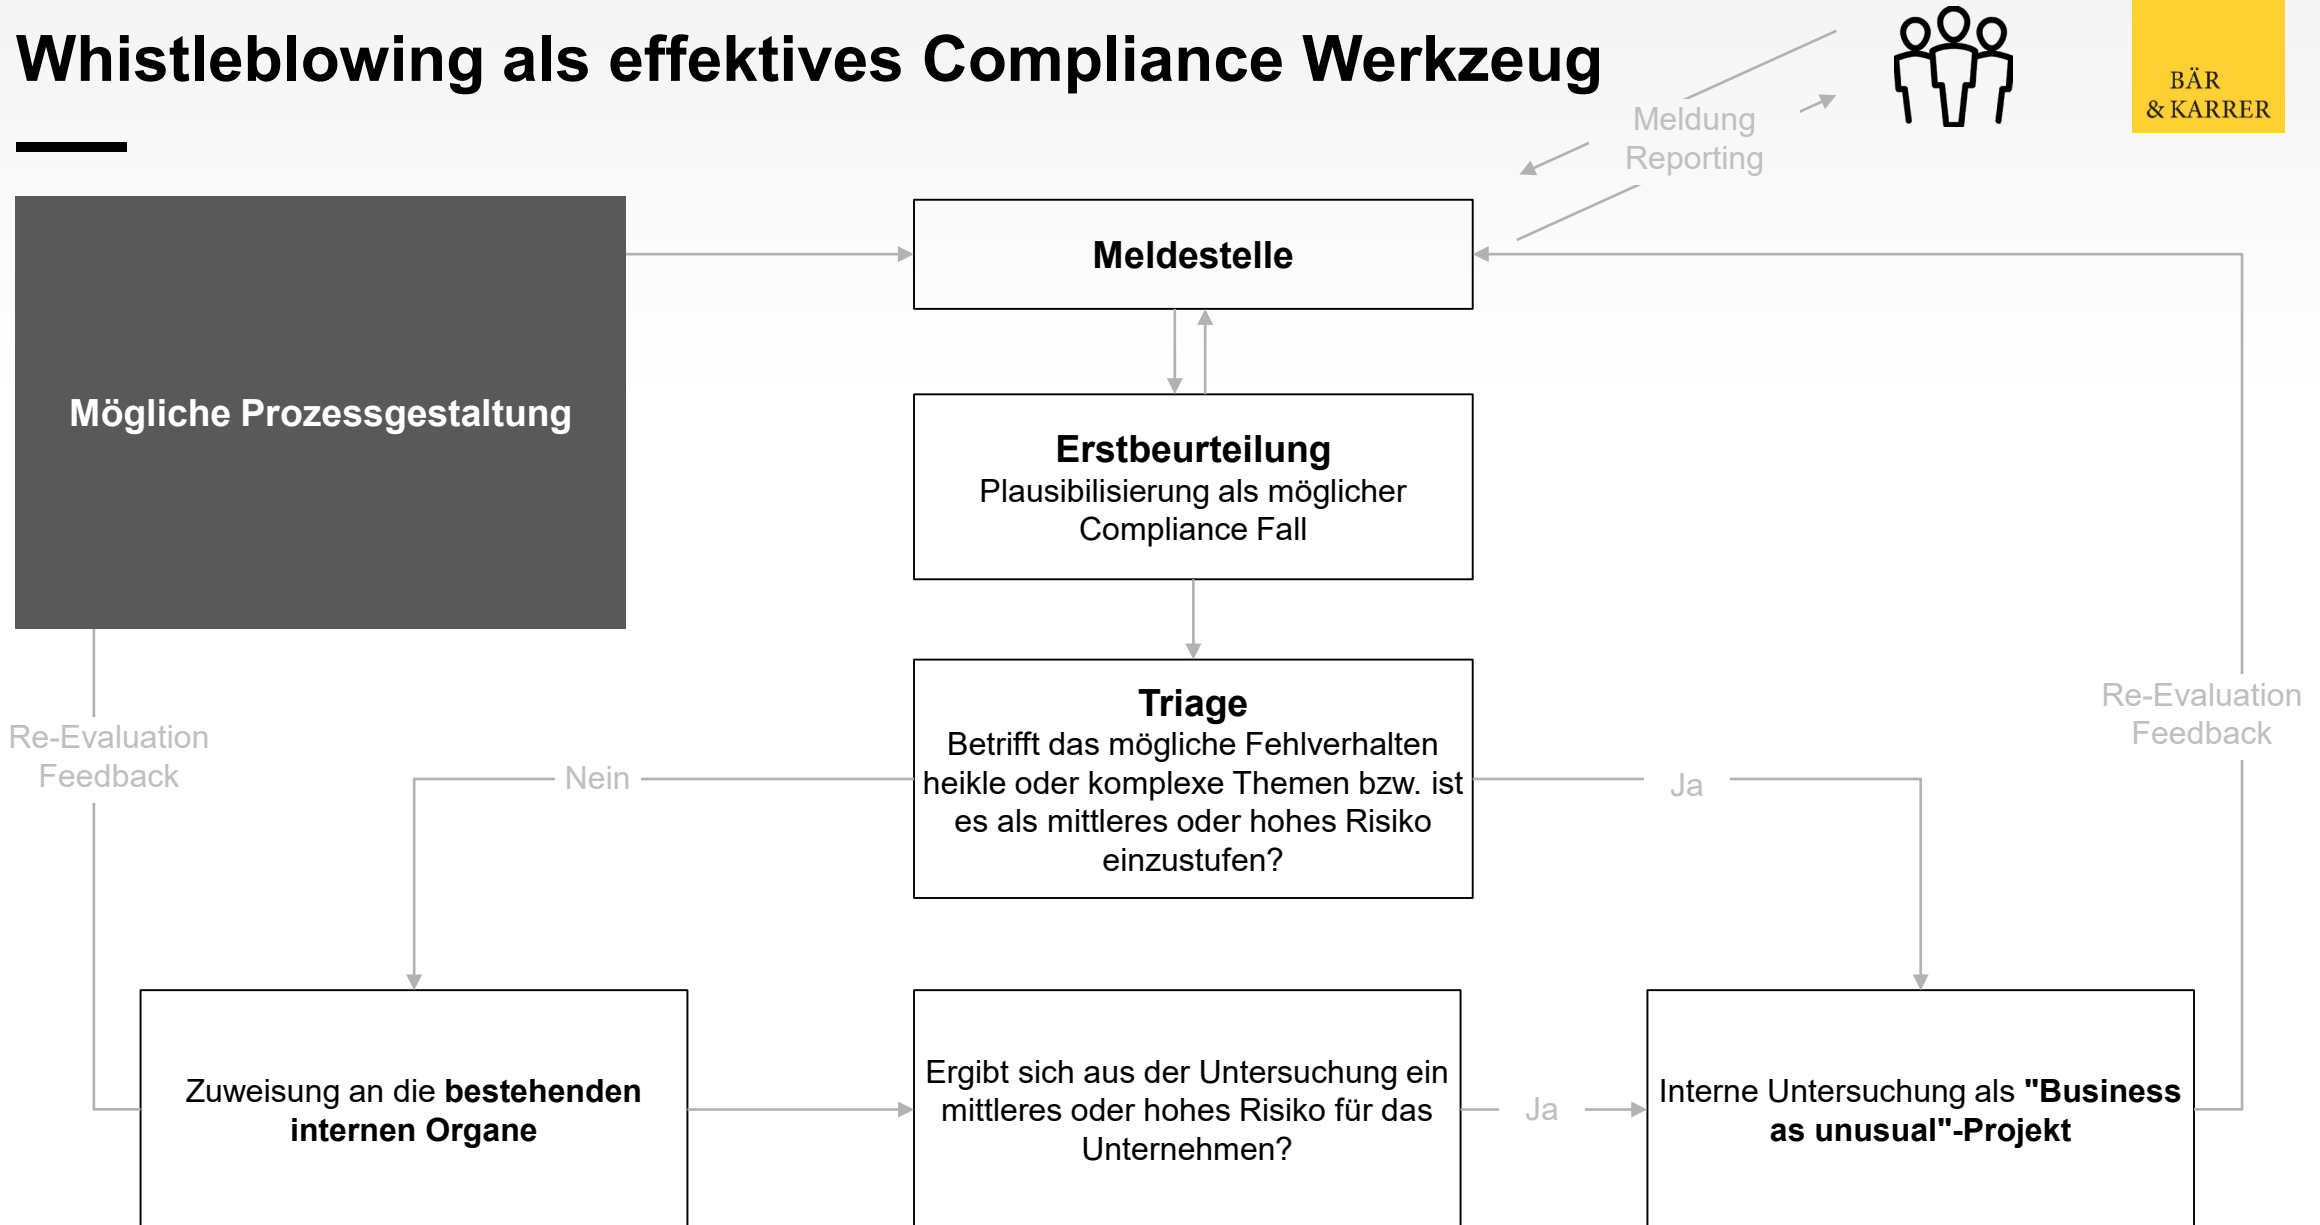 Whistleblowing als effektives Compliance Werkzeug
BÄR
& KARRER
Meldung
Reporting
Mögliche Prozessgestaltung
Meldestelle
Erstbeurteilung
Plausibilisierung als möglicher
Compliance Fall
Triage
Betrifft das mögliche Fehlverhalten
heikle oder komplexe Themen bzw. ist
es als mittleres oder hohes Risiko
einzustufen?
Re-Evaluation
Feedback
Nein
Ja
Re-Evaluation
Feedback
Zuweisung an die bestehenden
internen Organe
Ergibt sich aus der Untersuchung ein
mittleres oder hohes Risiko für das
Unternehmen?
Ja
Interne Untersuchung als "Business
as unusual"-Projekt